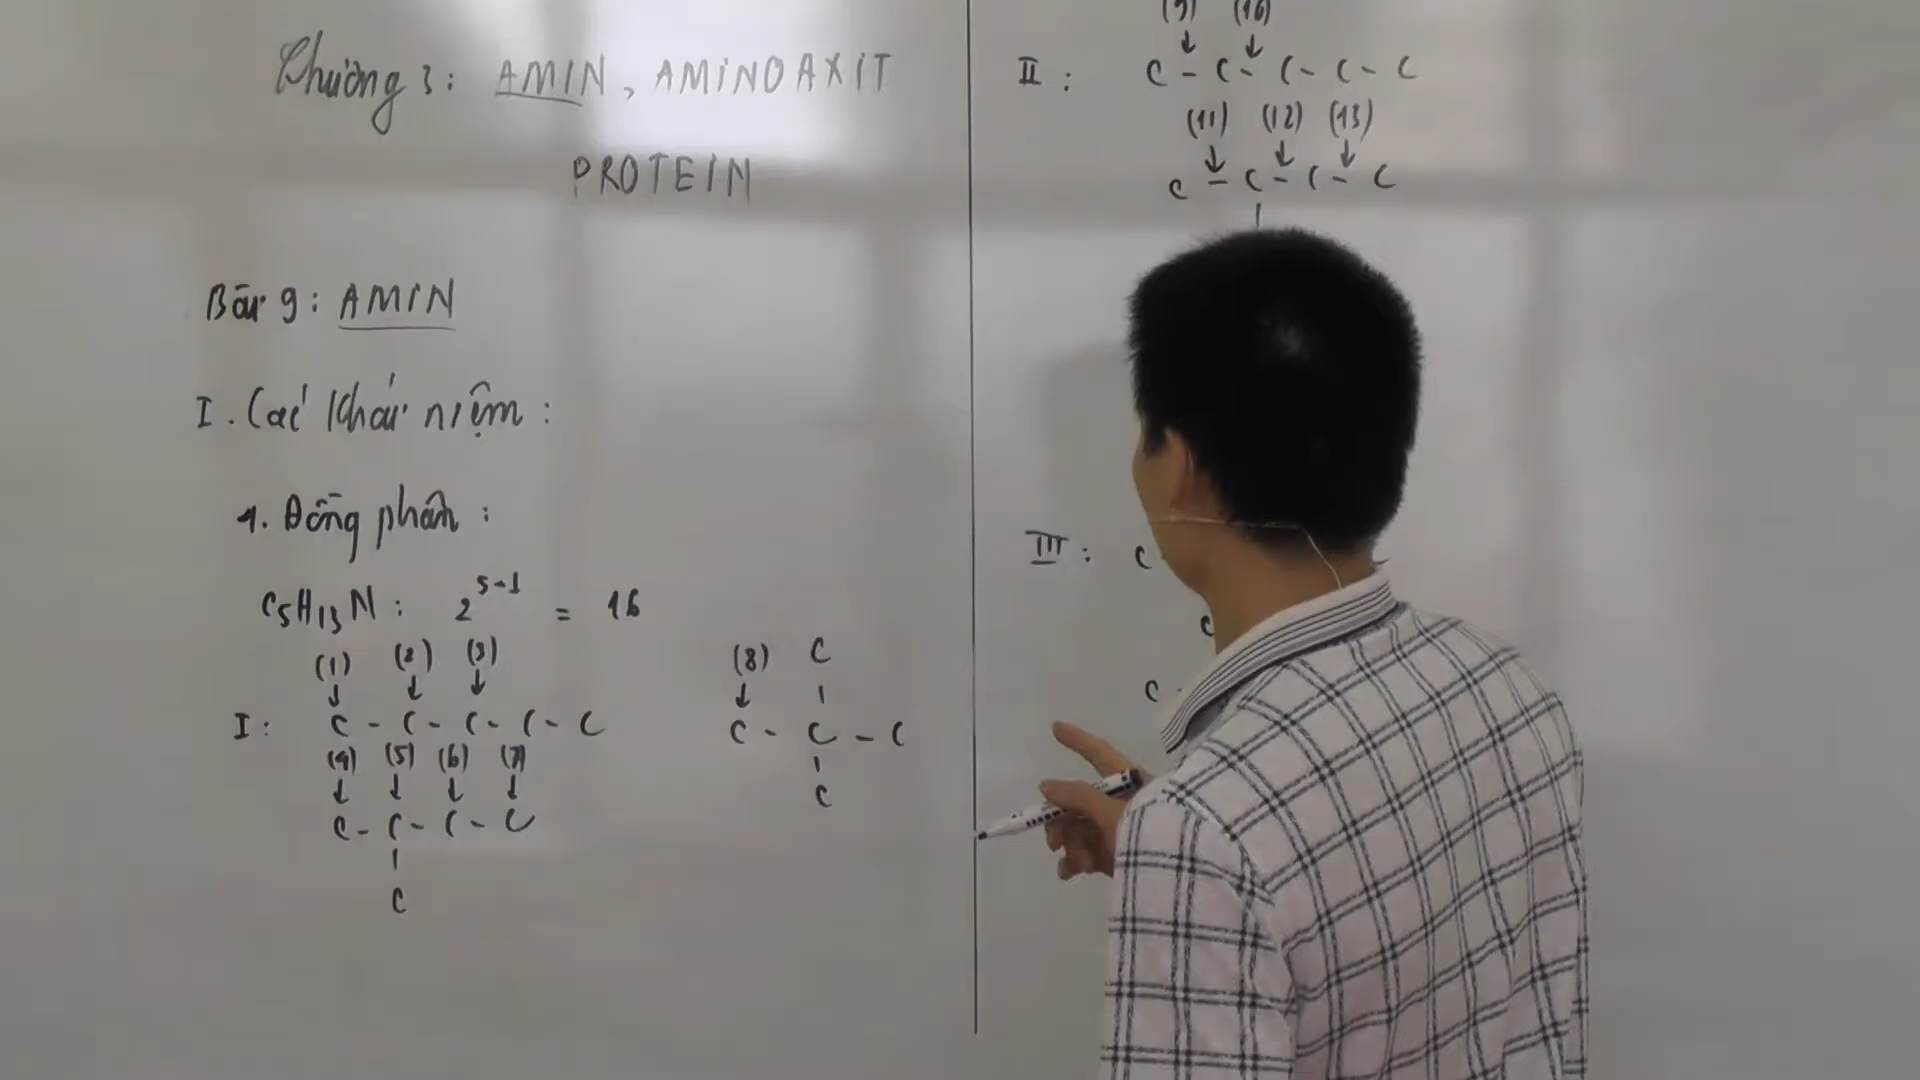 Chương 3: AMIN, AMINOAXIT
PROTEIN
Bài 9: AMIN
I. Các khái niệm:
4. Đồng phân:
C5H13N: 2^5-1 = 16
(1) (2) (3)
I: C - C - C - C - C
(4) (5) (6) (7)
C - C - C - C
C
(8) C
C - C - C
C
(9) (10)
II: C - C - C - C - C
(11) (12) (13)
C - C - C - C
III: C
C
C